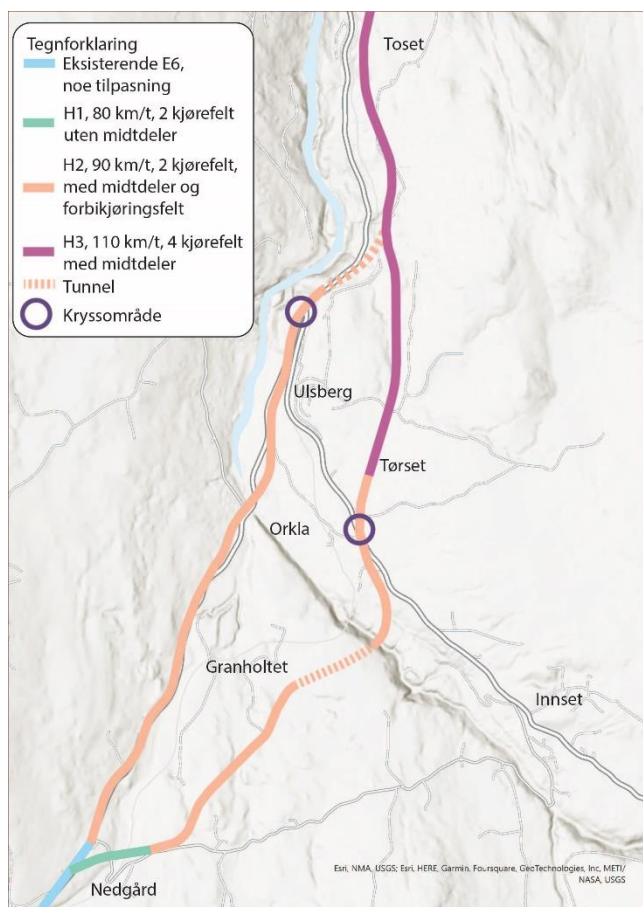 Tegnforklaring
Eksisterende E6,
noe tilpasning
H1, 80 km/t, 2 kjørefelt
uten midtdeler
H2, 90 km/t, 2 kjørefelt,
med midtdeler og
forbikjøringsfelt
H3, 110 km/t, 4 kjørefelt
med midtdeler
Tunnel
Kryssområde
Toset
Ulsberg
Tørset
Orkla
Granholtet
Innset
Nedgård
Esri, NMA, USGS; Esri, HERE, Garmin, Foursquare, GeoTechnologies, Inc, METI/
NASA, USGS